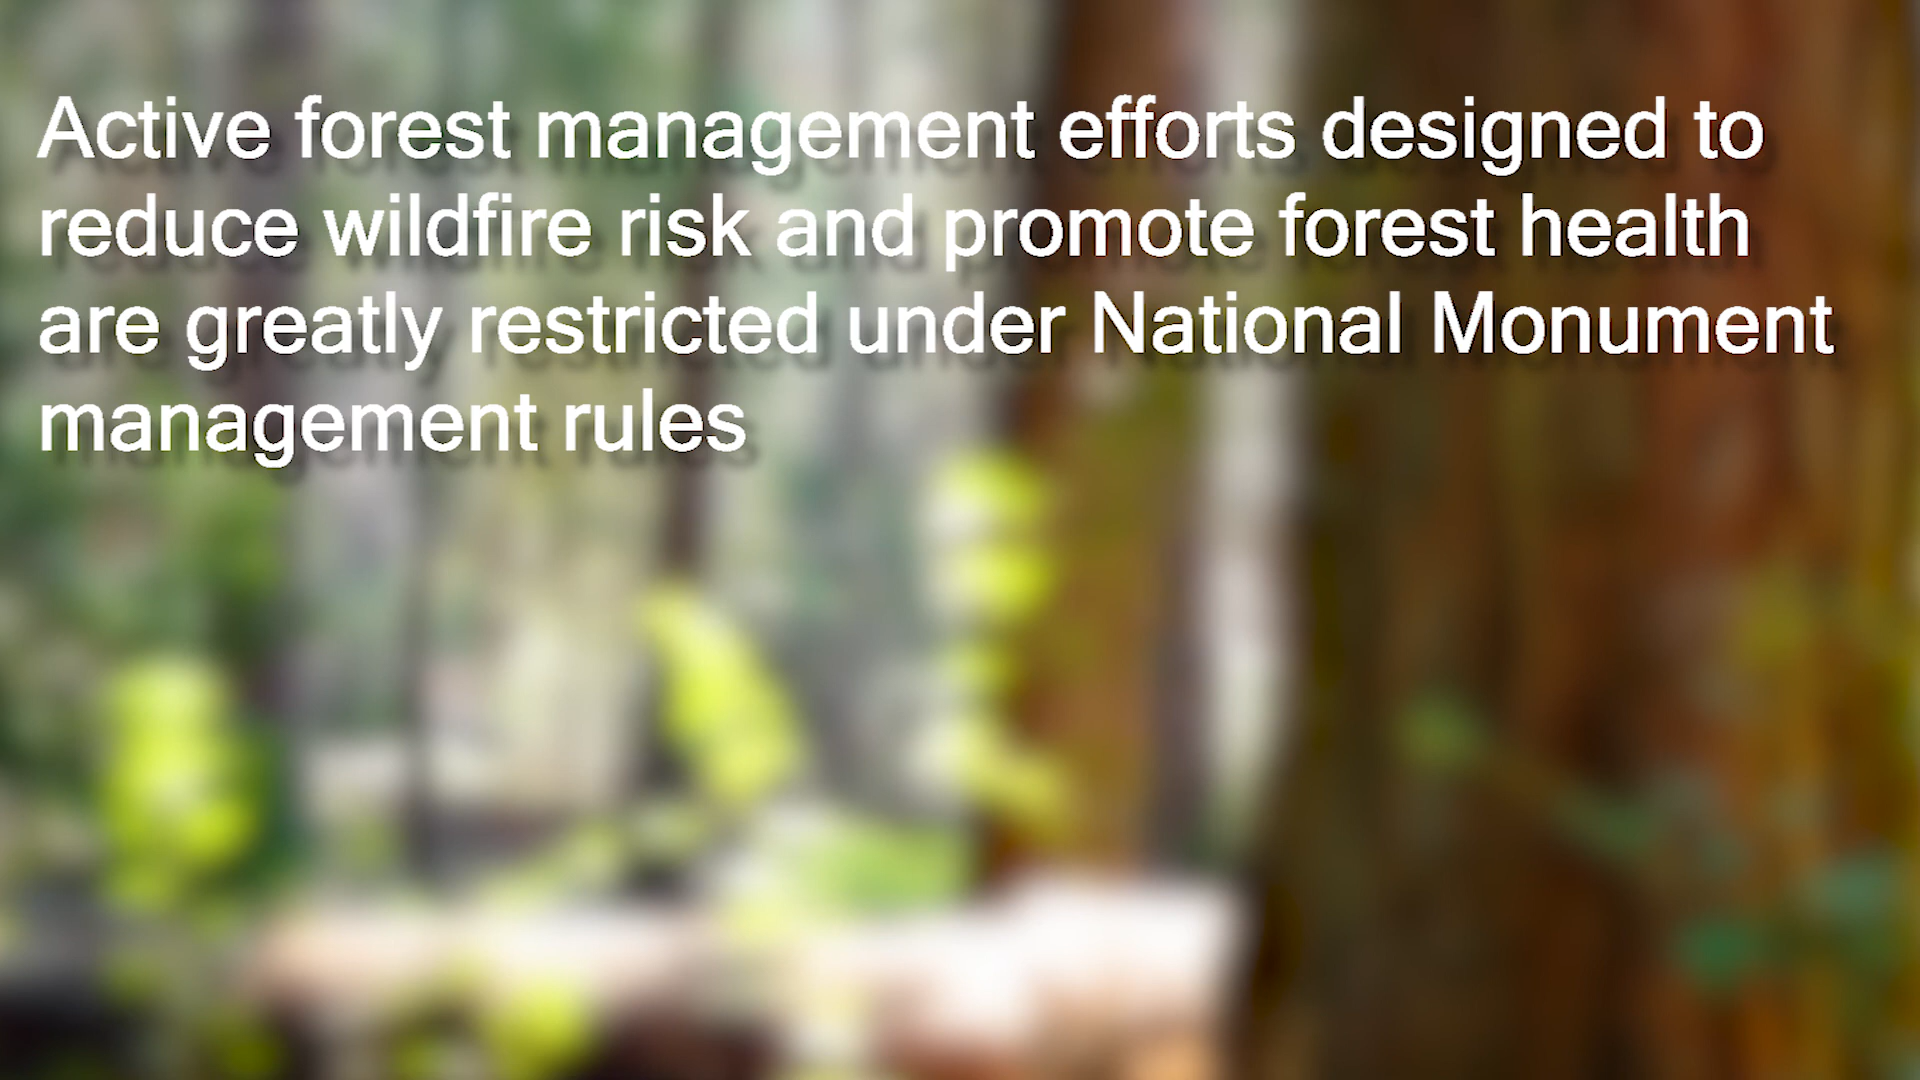 Active forest management efforts designed to
reduce wildfire risk and promote forest health
are greatly restricted under National Monument
management rules